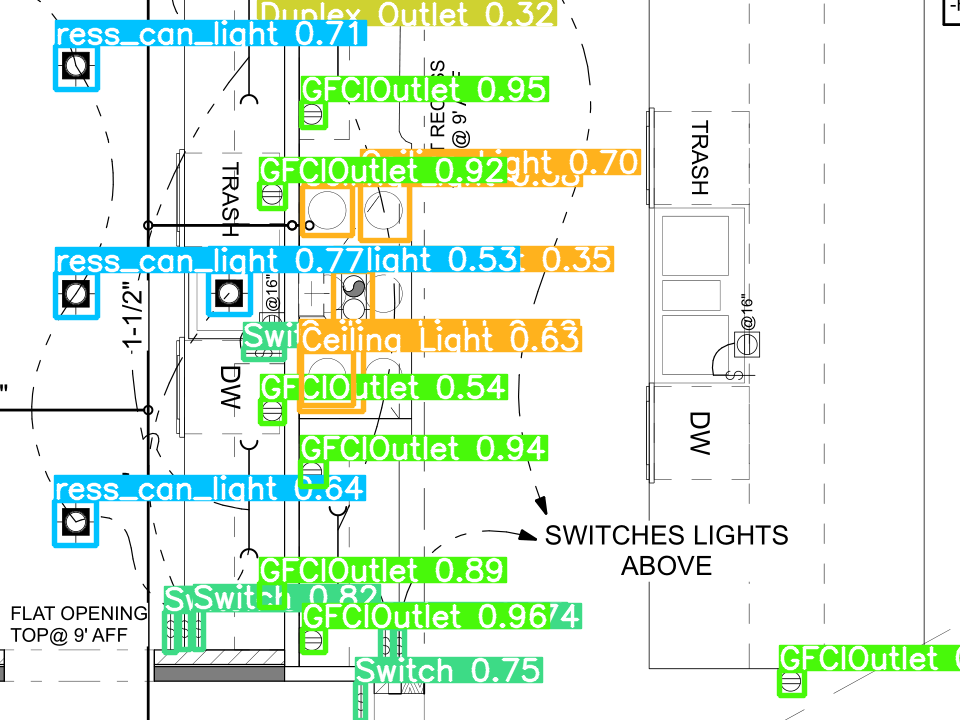 Duplex Outlet 0.32
ress_can_light 0.71
GFCIOutlet 0.95
@ 9'
TRASH
light 0.70
GFCIOutlet 0.92
TRASH
ress_can_light 0.77
light 0.53
0.35
@16"
1-1/2"
@16"
Ceiling Light 0.63
S
DW
GFCIOutlet 0.54
DW
GFCIOutlet 0.94
ress_can_light 0.64
SWITCHES LIGHTS
ABOVE
GFCIOutlet 0.89
Switch 0.82
FLAT OPENING
TOP@ 9' AFF
GFCIOutlet 0.96
74
Switch 0.75
GFCIOutlet